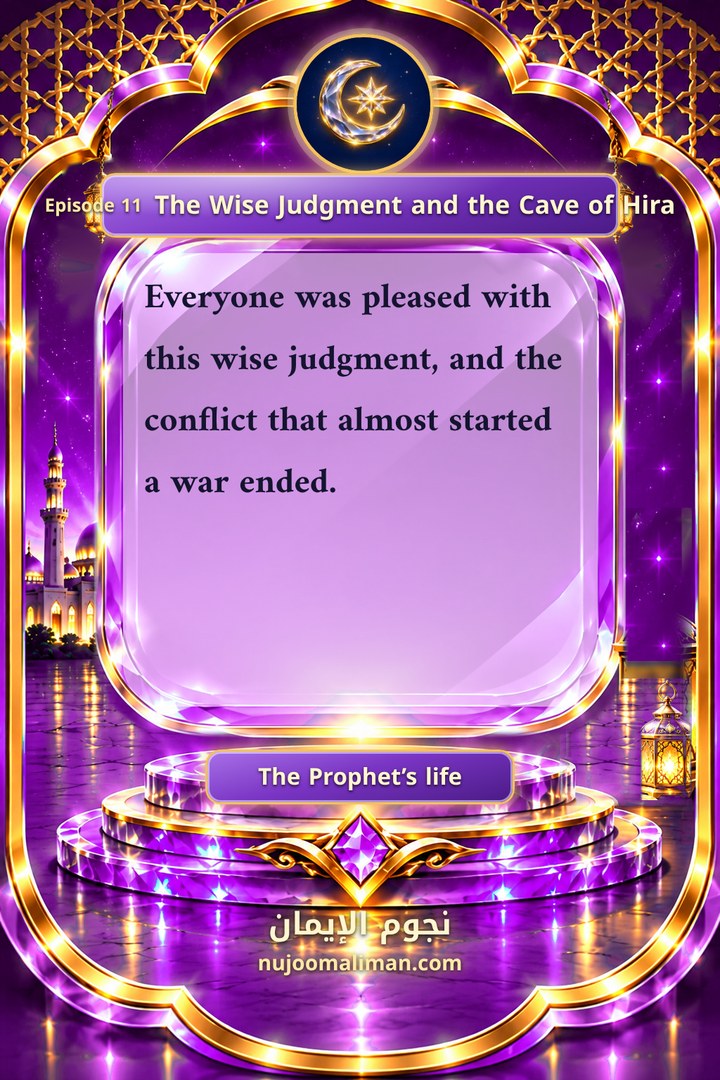 Episode 11 The Wise Judgment and the Cave of Hira
Everyone was pleased with
this wise judgment, and the
conflict that almost started
a war ended.
The Prophet’s life
نجوم الإيمان
nujoomaliman.com